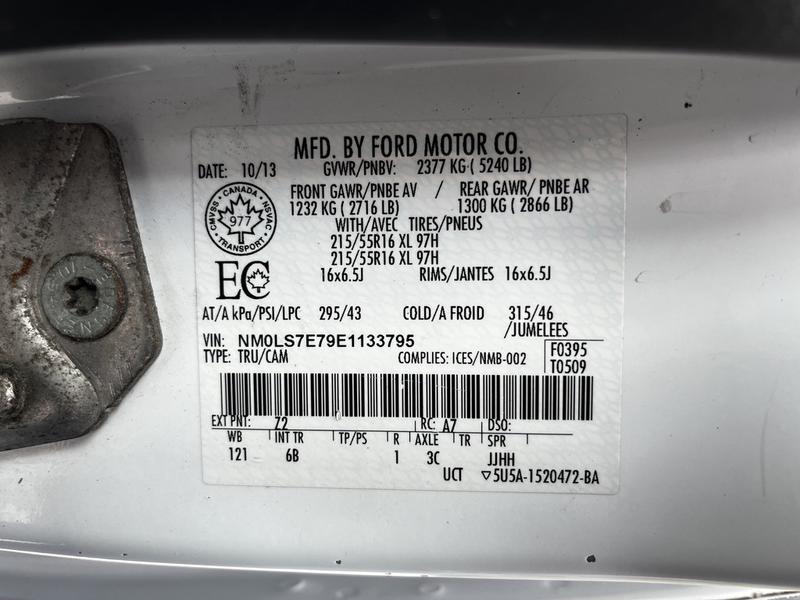 MFD. BY FORD MOTOR CO.
DATE: 10/13 GVWR/PNBV: 2377 KG ( 5240 LB)
FRONT GAWR/PNBE AV / REAR GAWR/ PNBE AR
1232 KG ( 2716 LB) 1300 KG ( 2866 LB)
CMVSS • CANADA • NSVAC • TRANSPORT •
977
WITH/AVEC TIRES/PNEUS
215/55R16 XL 97H
215/55R16 XL 97H
EC 16x6.5J RIMS/JANTES 16x6.5J
AT/A kPa/PSI/LPC 295/43 COLD/A FROID 315/46
/JUMELEES
VIN: NM0LS7E79E1133795
TYPE: TRU/CAM COMPLIES: ICES/NMB-002
F0395
T0509
EXT PNT: Z2 RC: A7 DSO:
WB INT TR TP/PS R AXLE TR SPR
121 6B 1 3C JJHH
UCT ▽5U5A-1520472-BA